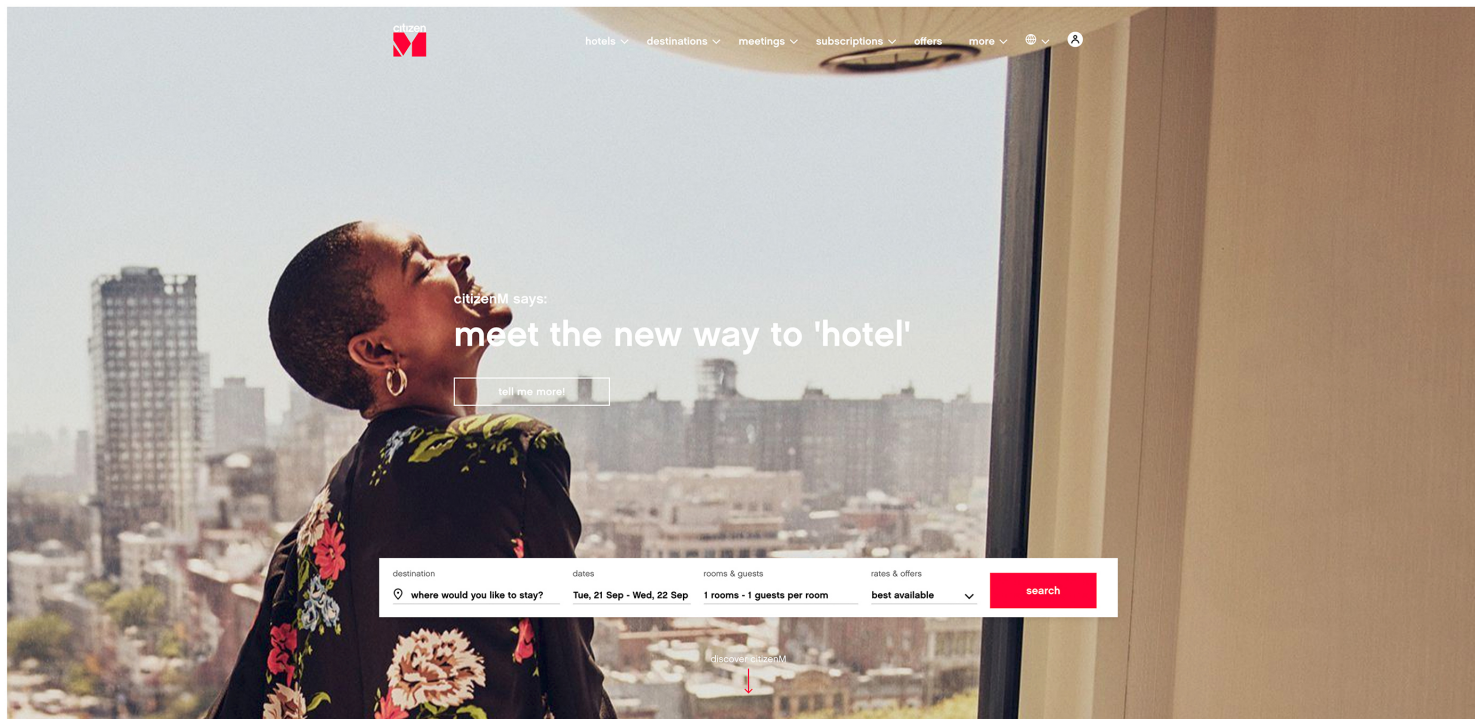 citizen
M
hotels
destinations
meetings
subscriptions
offers
more
citizenM says:
meet the new way to 'hotel'
tell me more!
destination
where would you like to stay?
dates
Tue, 21 Sep - Wed, 22 Sep
rooms & guests
1 rooms - 1 guests per room
rates & offers
best available
search
discover citizenM